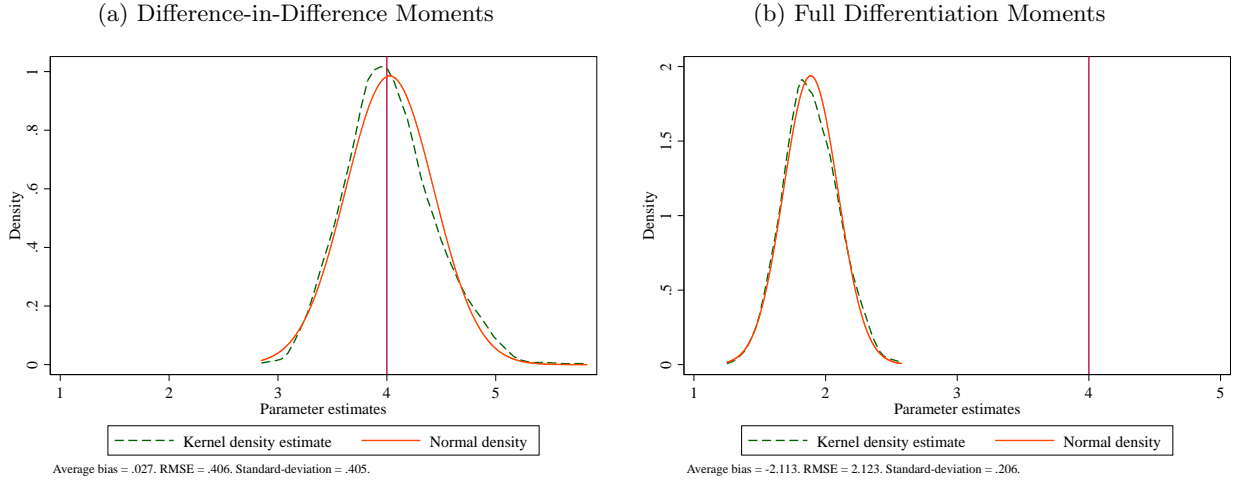 (a) Difference-in-Difference Moments
Density
0 .2 .4 .6 .8 1
1 2 3 4 5
Parameter estimates
Kernel density estimate Normal density
Average bias = .027. RMSE = .406. Standard-deviation = .405.
(b) Full Differentiation Moments
Density
0 .5 1 1.5 2
1 2 3 4 5
Parameter estimates
Kernel density estimate Normal density
Average bias = -2.113. RMSE = 2.123. Standard-deviation = .206.